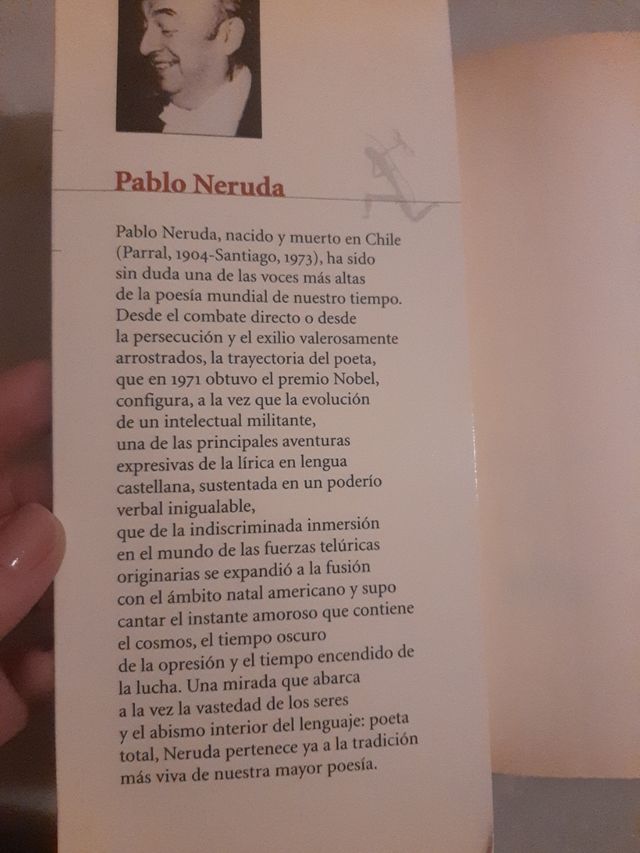 Pablo Neruda
Pablo Neruda, nacido y muerto en Chile
(Parral, 1904-Santiago, 1973), ha sido
sin duda una de las voces más altas
de la poesía mundial de nuestro tiempo.
Desde el combate directo o desde
la persecución y el exilio valerosamente
arrostrados, la trayectoria del poeta,
que en 1971 obtuvo el premio Nobel,
configura, a la vez que la evolución
de un intelectual militante,
una de las principales aventuras
expresivas de la lírica en lengua
castellana, sustentada en un poderío
verbal inigualable,
que de la indiscriminada inmersión
en el mundo de las fuerzas telúricas
originarias se expandió a la fusión
con el ámbito natal americano y supo
cantar el instante amoroso que contiene
el cosmos, el tiempo oscuro
de la opresión y el tiempo encendido de
la lucha. Una mirada que abarca
a la vez la vastedad de los seres
y el abismo interior del lenguaje: poeta
total, Neruda pertenece ya a la tradición
más viva de nuestra mayor poesía.